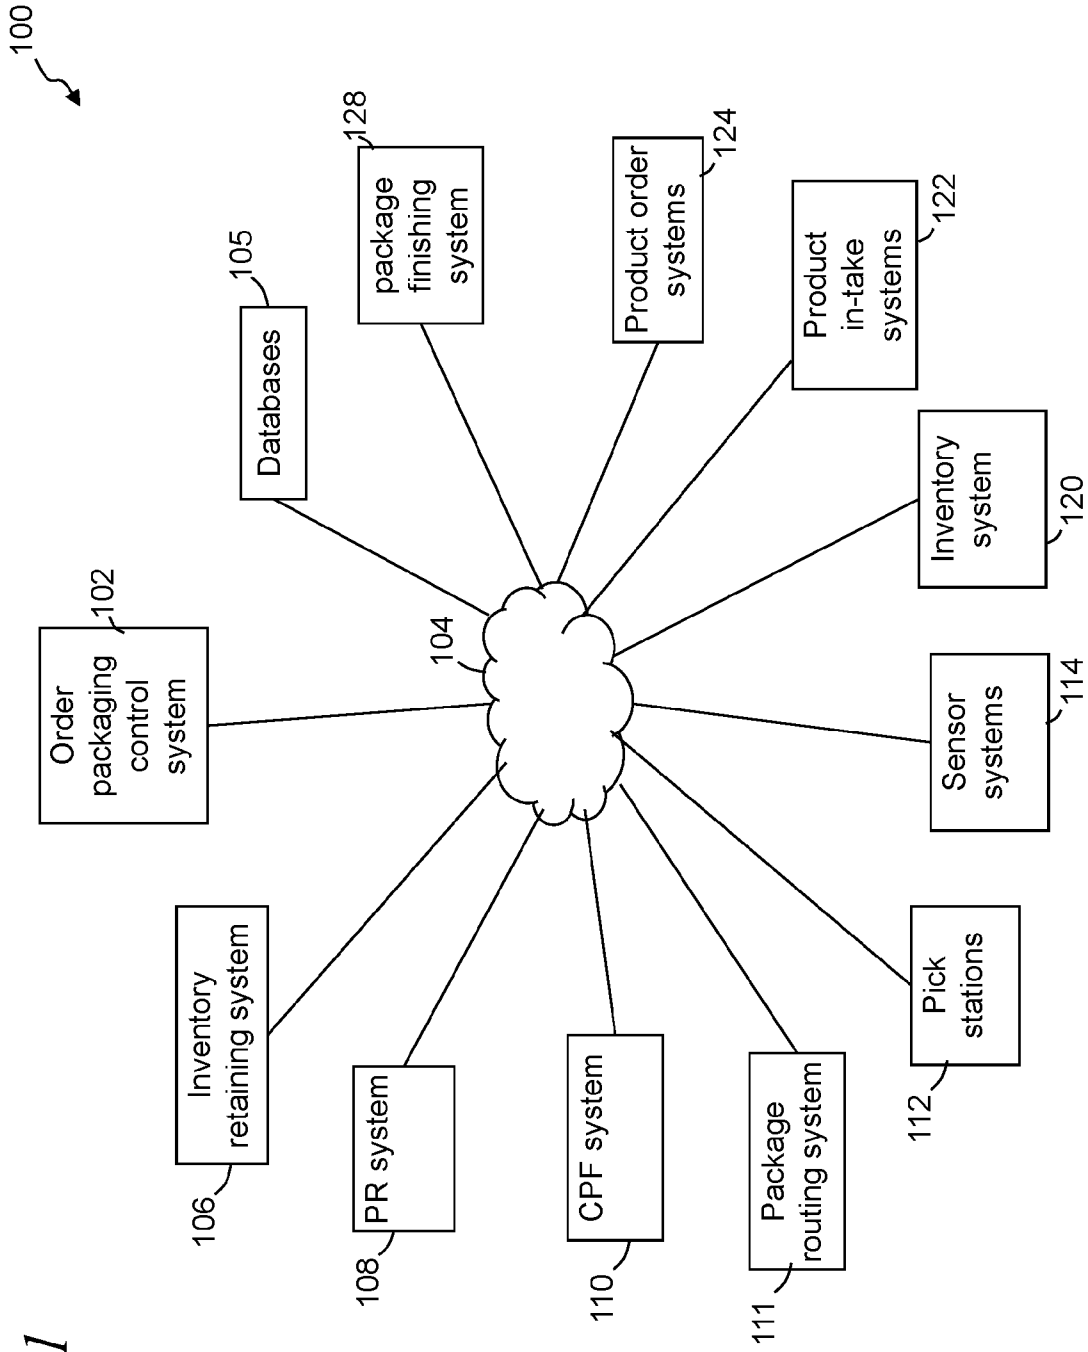 100
Order
packaging
control
system
102
Databases
105
package
finishing
system
128
Product order
systems
124
Product
in-take
systems
122
Inventory
system
120
Sensor
systems
114
Pick
stations
112
Package
routing system
111
CPF system
110
PR system
108
Inventory
retaining system
106
104
1